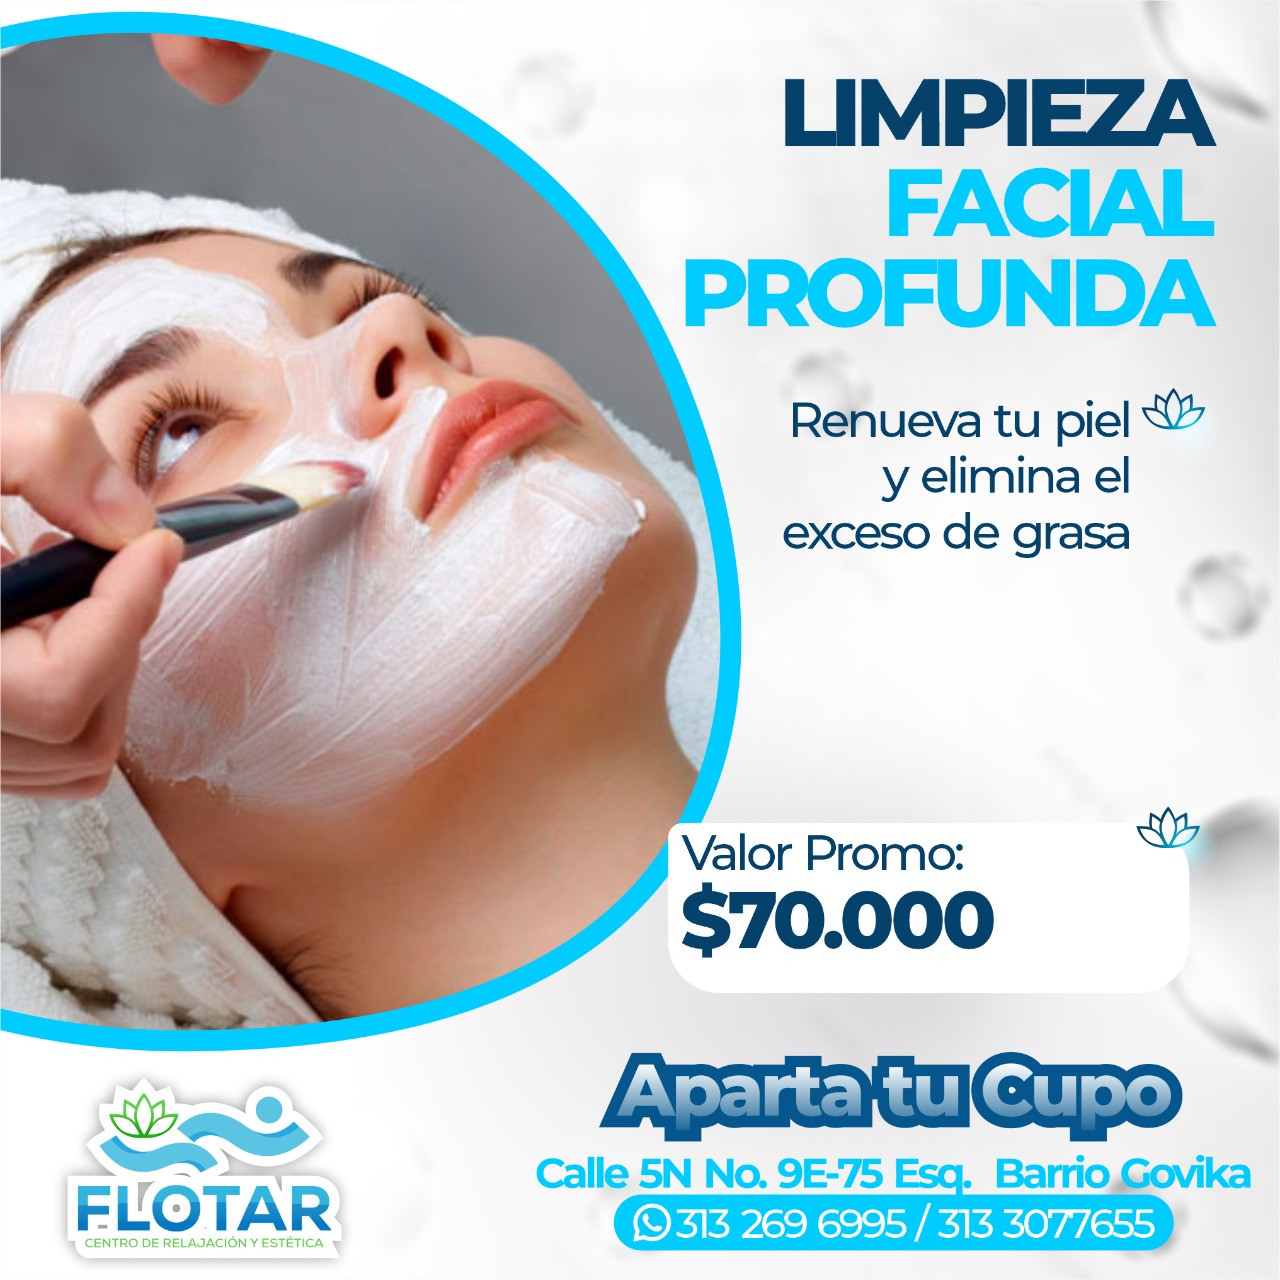 LIMPIEZA
FACIAL
PROFUNDA
Renueva tu piel
y elimina el
exceso de grasa
Valor Promo:
$70.000
Aparta tu Cupo
Calle 5N No. 9E-75 Esq. Barrio Govika
313 269 6995 / 313 3077655
FLOTAR
CENTRO DE RELAJACIÓN Y ESTÉTICA